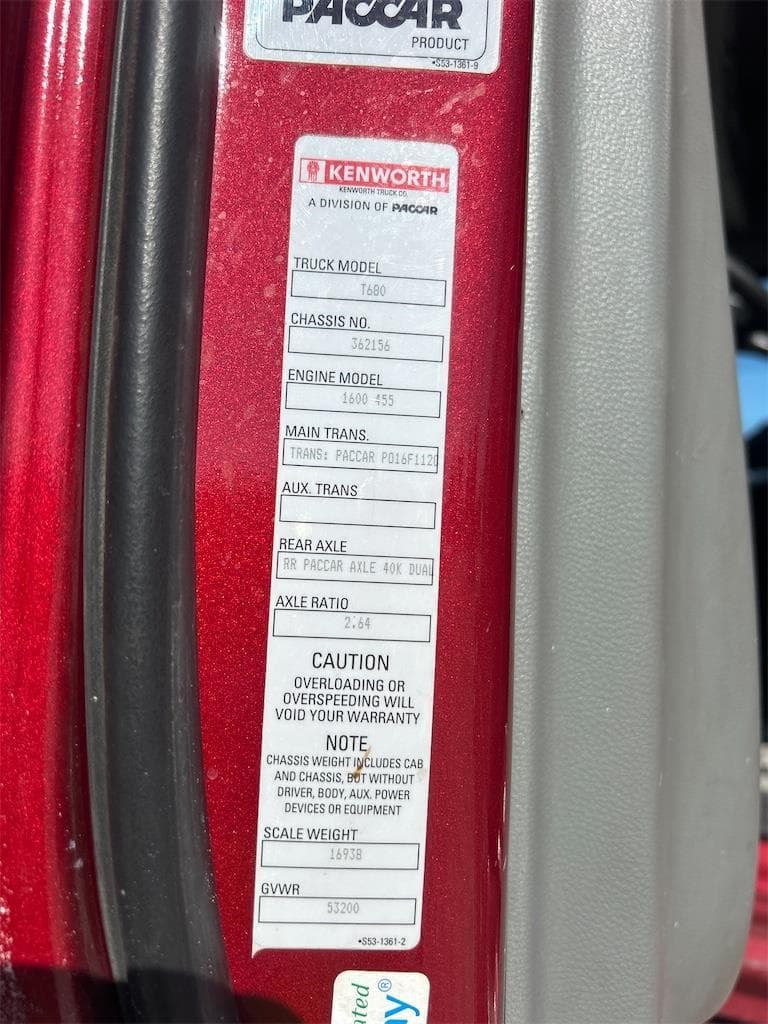 PACCAR
PRODUCT
•S53-1361-9
KENWORTH
KENWORTH TRUCK CO.
A DIVISION OF PACCAR
TRUCK MODEL
T680
CHASSIS NO.
362156
ENGINE MODEL
1600 455
MAIN TRANS.
TRANS: PACCAR PO16F112C
AUX. TRANS
REAR AXLE
RR PACCAR AXLE 40K DUAL
AXLE RATIO
2.64
CAUTION
OVERLOADING OR
OVERSPEEDING WILL
VOID YOUR WARRANTY
NOTE
CHASSIS WEIGHT INCLUDES CAB
AND CHASSIS, BUT WITHOUT
DRIVER, BODY, AUX. POWER
DEVICES OR EQUIPMENT
SCALE WEIGHT
16938
GVWR
53200
•S53-1361-2
nted
ny®